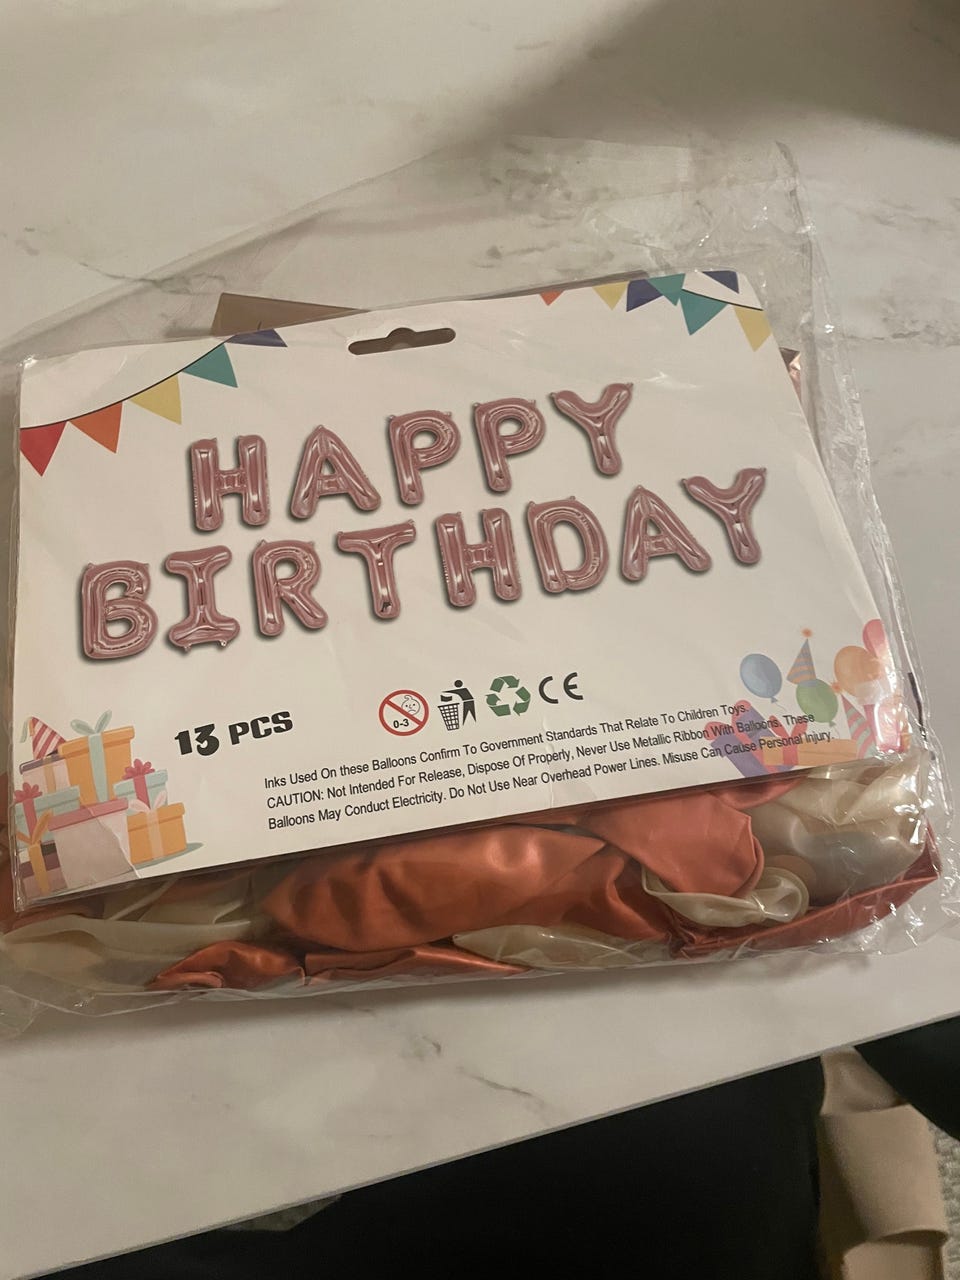 HAPPY
BIRTHDAY
13 PCS
0-3
CE
Inks Used On these Balloons Confirm To Government Standards That Relate To Children Toys.
CAUTION: Not Intended For Release, Dispose Of Properly, Never Use Metallic Ribbon With Balloons. These
Balloons May Conduct Electricity. Do Not Use Near Overhead Power Lines. Misuse Can Cause Personal Injury.